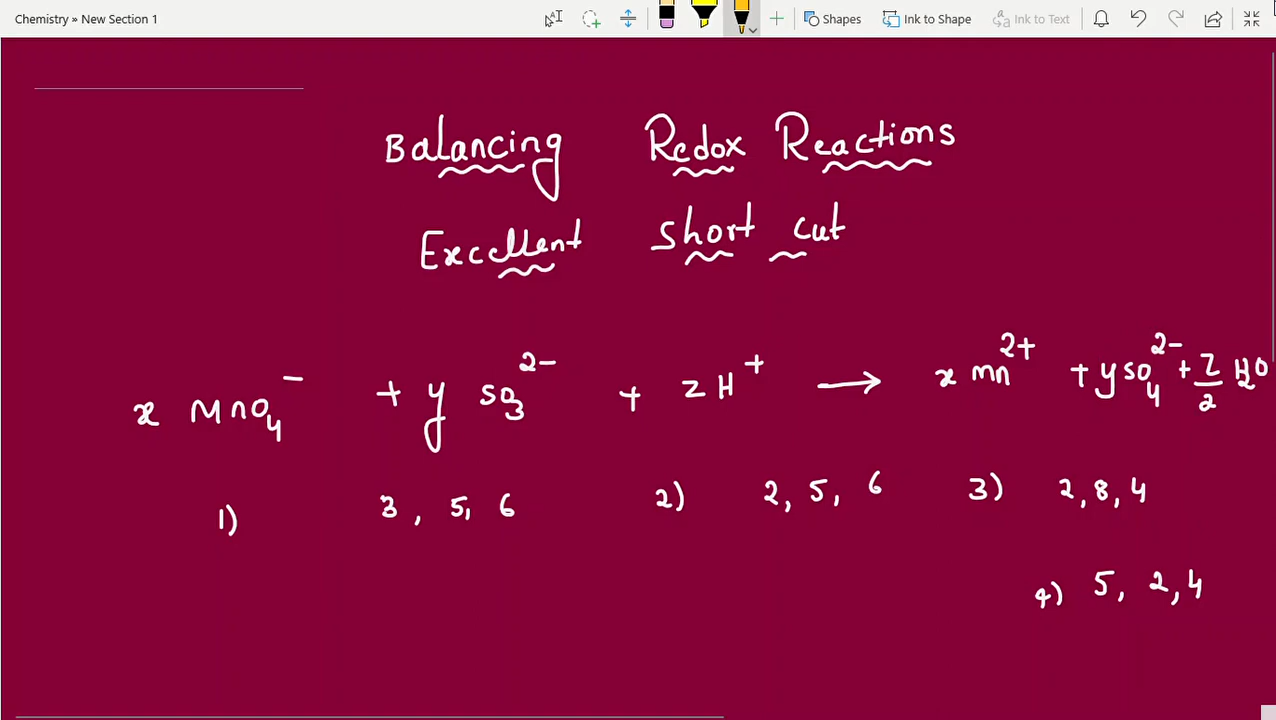 Chemistry » New Section 1
Shapes
Ink to Shape
Ink to Text
Balancing Redox Reactions
Excellent short cut
x MnO₄⁻ + y SO₃²⁻ + z H⁺ → x Mn²⁺ + y SO₄²⁻ + z/2 H₂O
1) 3, 5, 6 2) 2, 5, 6 3) 2, 8, 4
4) 5, 2, 4